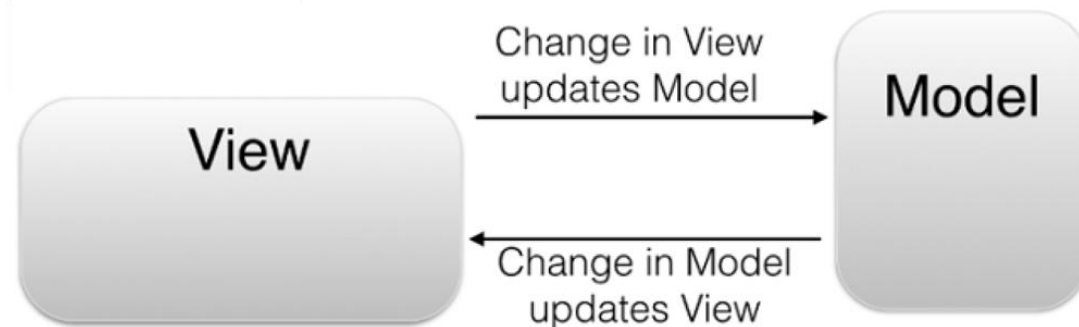 Change in View
updates Model
Model
View
Change in Model
updates View